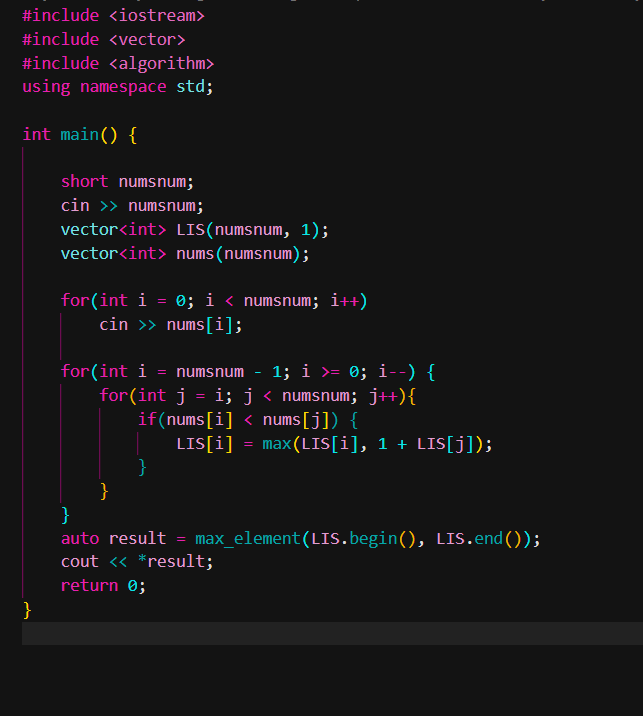 #include <iostream>
#include <vector>
#include <algorithm>
using namespace std;
int main() {
short numsnum;
cin >> numsnum;
vector<int> LIS(numsnum, 1);
vector<int> nums(numsnum);
for(int i = 0; i < numsnum; i++)
cin >> nums[i];
for(int i = numsnum - 1; i >= 0; i--) {
for(int j = i; j < numsnum; j++){
if(nums[i] < nums[j]) {
LIS[i] = max(LIS[i], 1 + LIS[j]);
}
}
}
auto result = max_element(LIS.begin(), LIS.end());
cout << *result;
return 0;
}